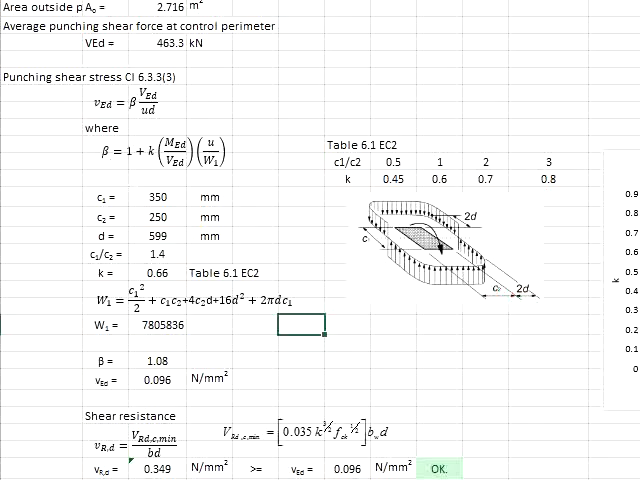 Area outside p A₀ = 2.716 m²
Average punching shear force at control perimeter
VEd = 463.3 kN
Punching shear stress Cl 6.3.3(3)
v_Ed = β V_Ed / ud
where
β = 1 + k (M_Ed / V_Ed) (u / W₁)
Table 6.1 EC2
c1/c2 0.5 1 2 3
k 0.45 0.6 0.7 0.8
c₁ = 350 mm
c₂ = 250 mm
d = 599 mm
c₁/c₂ = 1.4
k = 0.66 Table 6.1 EC2
W₁ = c₁²/2 + c₁c₂+4c₂d+16d² + 2πdc₁
W₁ = 7805836
β = 1.08
v_Ed = 0.096 N/mm²
2d
2d
0.9
0.8
0.7
0.6
0.5
0.4
0.3
0.2
0.1
0
k
Shear resistance
v_R,d = V_Rd,c,min / bd
V_Rd,c,min = [0.035 k^3/2 f_ck^1/2] b_w d
v_R,d = 0.349 N/mm² >= v_Ed = 0.096 N/mm² OK.